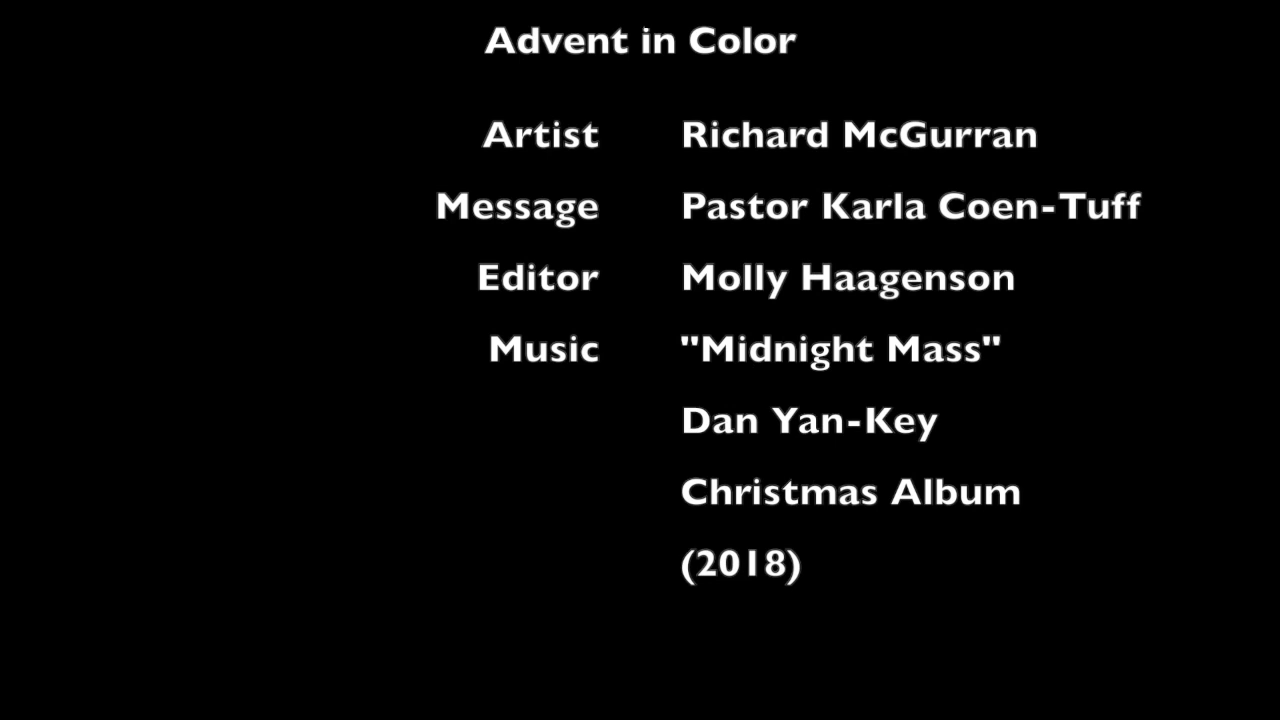 Advent in Color
Artist Richard McGurran
Message Pastor Karla Coen-Tuff
Editor Molly Haagenson
Music "Midnight Mass"
Dan Yan-Key
Christmas Album
(2018)